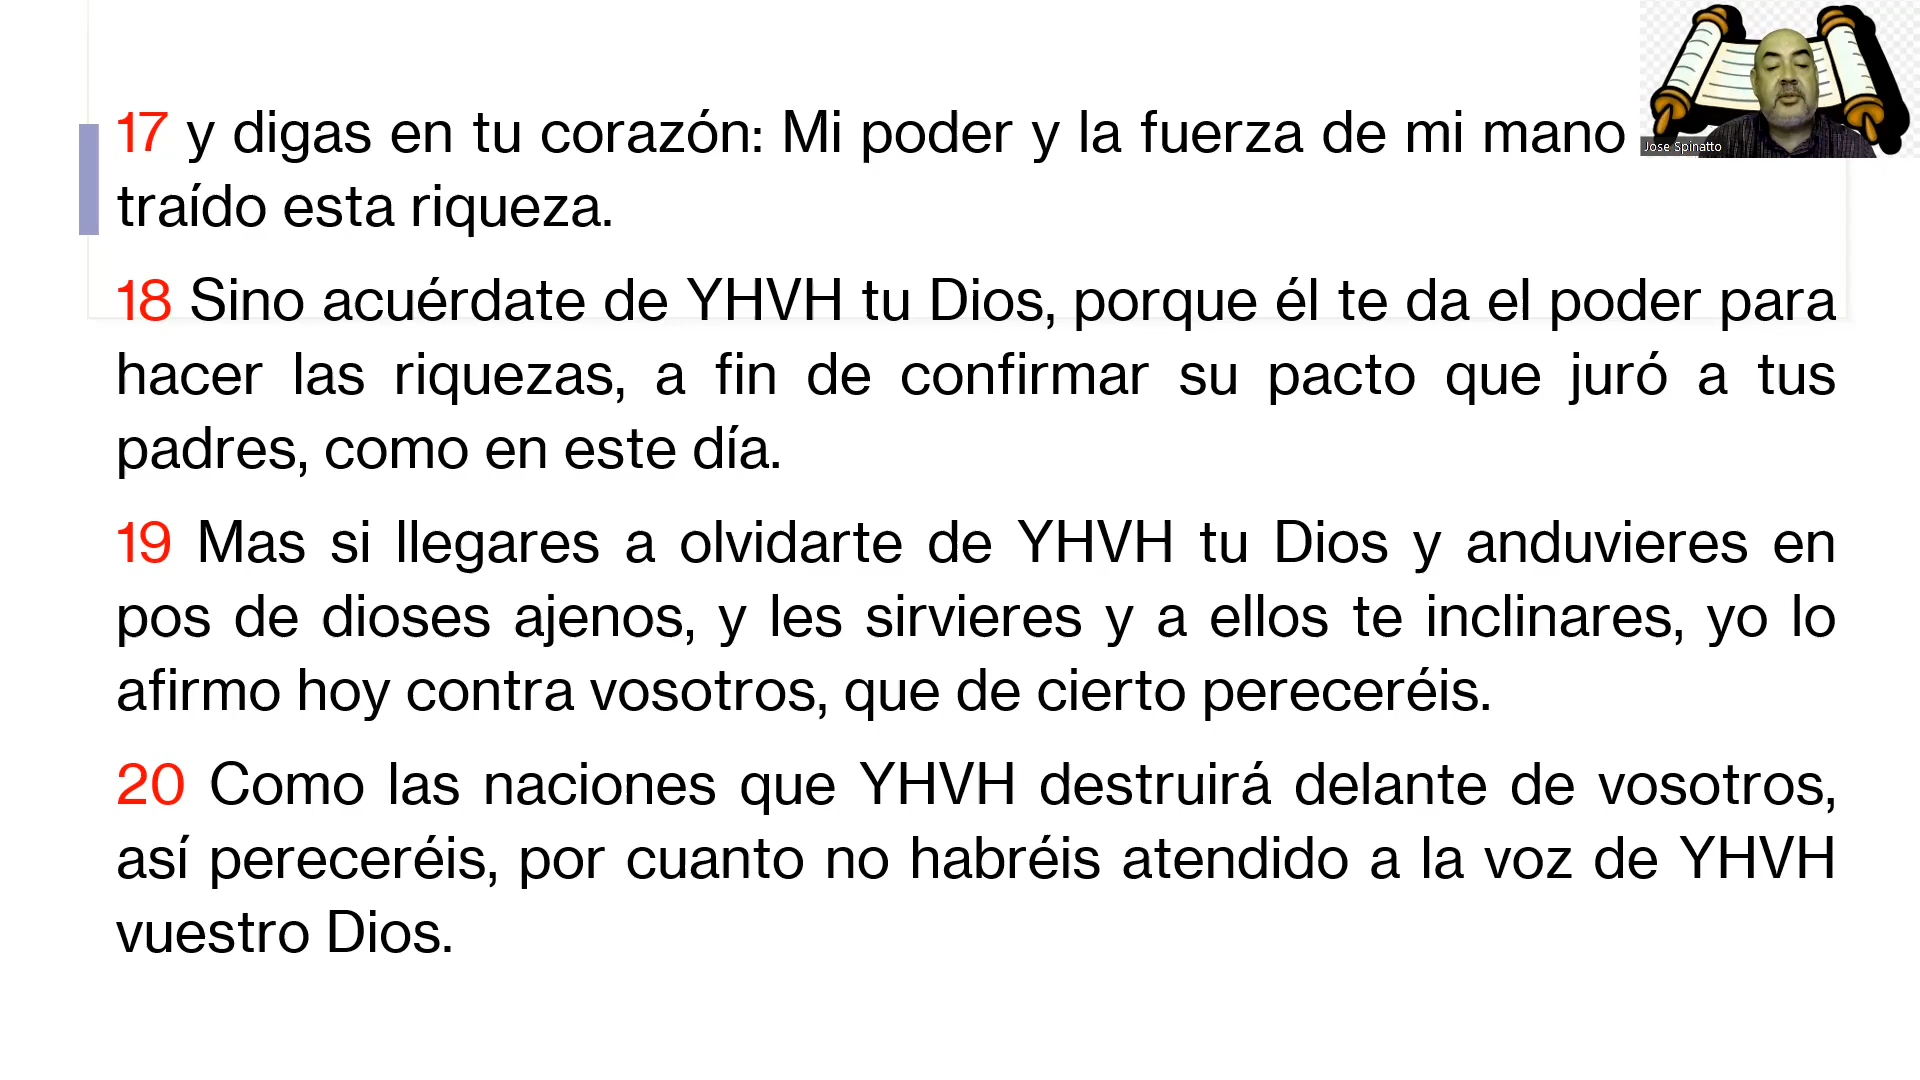 17 y digas en tu corazón: Mi poder y la fuerza de mi mano
traído esta riqueza.
18 Sino acuérdate de YHVH tu Dios, porque él te da el poder para
hacer las riquezas, a fin de confirmar su pacto que juró a tus
padres, como en este día.
19 Mas si llegares a olvidarte de YHVH tu Dios y anduvieres en
pos de dioses ajenos, y les sirvieres y a ellos te inclinares, yo lo
afirmo hoy contra vosotros, que de cierto pereceréis.
20 Como las naciones que YHVH destruirá delante de vosotros,
así pereceréis, por cuanto no habréis atendido a la voz de YHVH
vuestro Dios.
Jose Spinatto